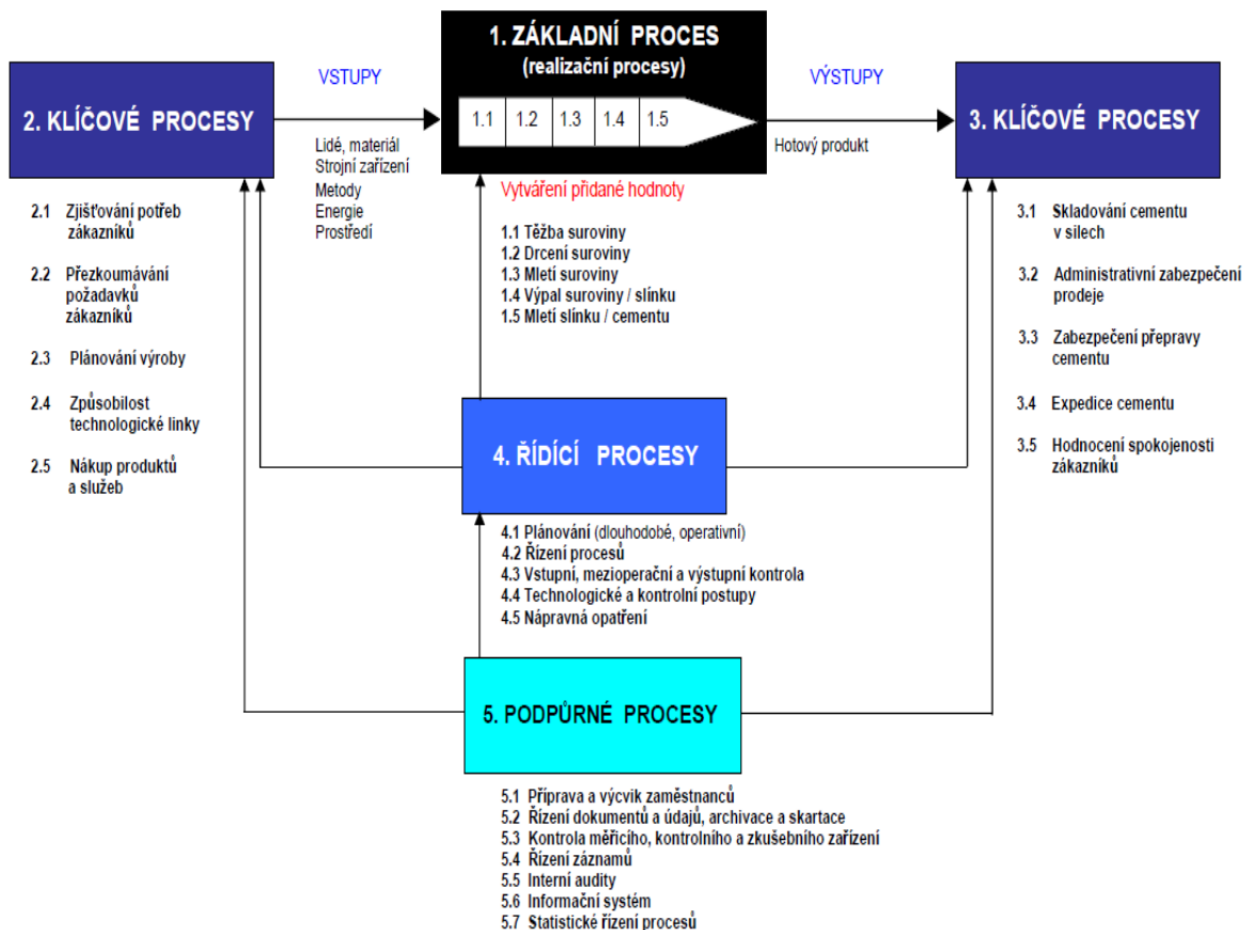 1. ZÁKLADNÍ PROCES
(realizační procesy)
1.1 1.2 1.3 1.4 1.5
2. KLÍČOVÉ PROCESY
VSTUPY
Lidé, materiál
Strojní zařízení
Metody
Energie
Prostředí
VÝSTUPY
Hotový produkt
3. KLÍČOVÉ PROCESY
2.1 Zjišťování potřeb
zákazníků
2.2 Přezkoumávání
požadavků
zákazníků
2.3 Plánování výroby
2.4 Způsobilost
technologické linky
2.5 Nákup produktů
a služeb
Vytváření přidané hodnoty
1.1 Těžba suroviny
1.2 Drcení suroviny
1.3 Mletí suroviny
1.4 Výpal suroviny / slínku
1.5 Mletí slínku / cementu
3.1 Skladování cementu
v silech
3.2 Administrativní zabezpečení
prodeje
3.3 Zabezpečení přepravy
cementu
3.4 Expedice cementu
3.5 Hodnocení spokojenosti
zákazníků
4. ŘÍDÍCÍ PROCESY
4.1 Plánování (dlouhodobé, operativní)
4.2 Řízení procesů
4.3 Vstupní, mezioperační a výstupní kontrola
4.4 Technologické a kontrolní postupy
4.5 Nápravná opatření
5. PODPŮRNÉ PROCESY
5.1 Příprava a výcvik zaměstnanců
5.2 Řízení dokumentů a údajů, archivace a skartace
5.3 Kontrola měřicího, kontrolního a zkušebního zařízení
5.4 Řízení záznamů
5.5 Interní audity
5.6 Informační systém
5.7 Statistické řízení procesů